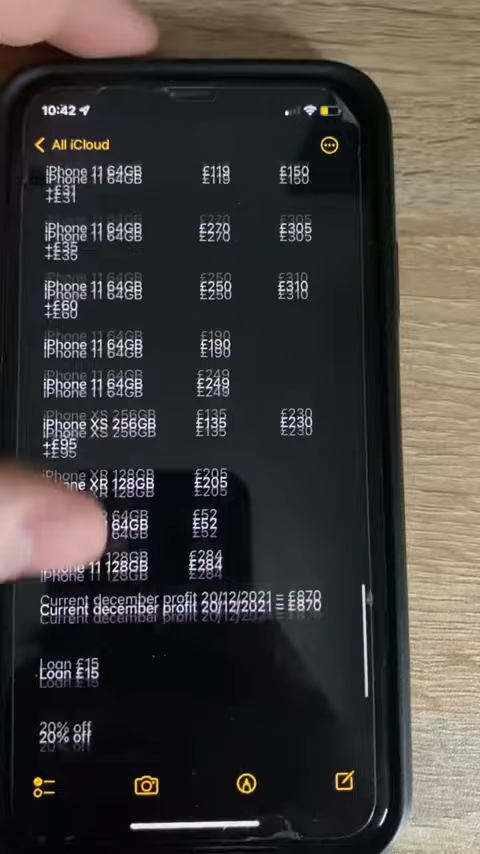 10:42
All iCloud
iPhone 11 64GB £119 £150
+£31
iPhone 11 64GB £270 £305
+£35
iPhone 11 64GB £250 £310
+£60
iPhone 11 64GB £190
iPhone 11 64GB £249
iPhone XS 256GB £135 £230
+£95
XR 128GB £205
64GB £52
iPhone 11 128GB £284
Current december profit 20/12/2021 = £870
Loan £15
20% off